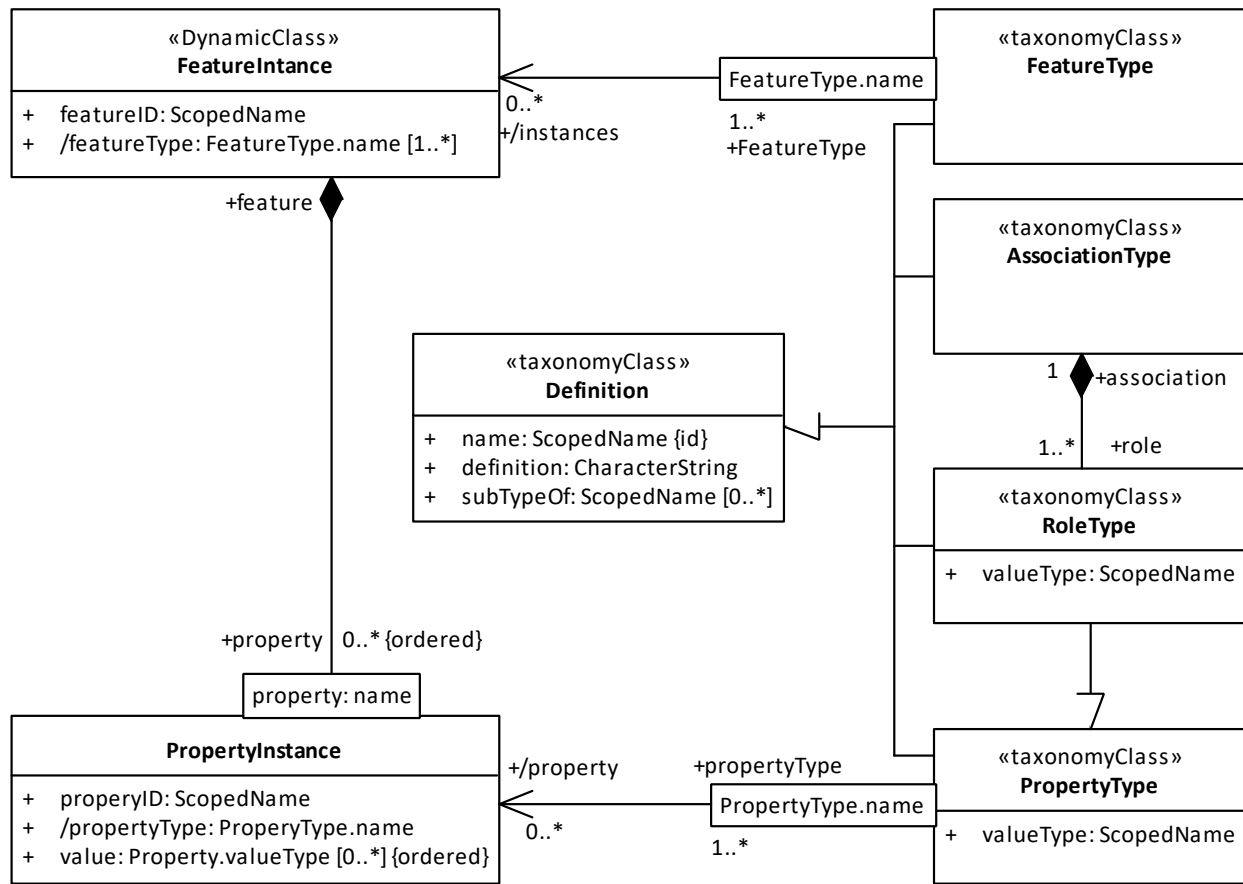 «DynamicClass»
FeatureIntance
+ featureID: ScopedName
+ /featureType: FeatureType.name [1..*]
0..*
+/instances
FeatureType.name
1..*
+FeatureType
«taxonomyClass»
FeatureType
+feature
«taxonomyClass»
AssociationType
1
+association
1..*
+role
«taxonomyClass»
Definition
+ name: ScopedName {id}
+ definition: CharacterString
+ subTypeOf: ScopedName [0..*]
«taxonomyClass»
RoleType
+ valueType: ScopedName
+property
0..* {ordered}
property: name
PropertyInstance
+ properyID: ScopedName
+ /propertyType: ProperyType.name
+ value: Property.valueType [0..*] {ordered}
+/property
0..*
+propertyType
PropertyType.name
1..*
«taxonomyClass»
PropertyType
+ valueType: ScopedName